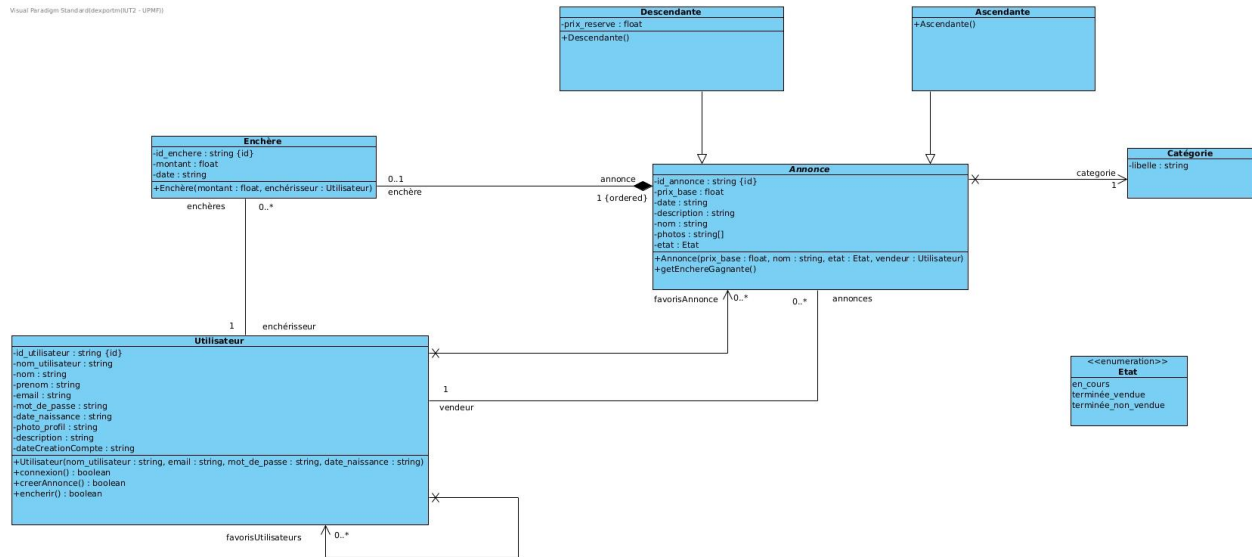 Visual Paradigm Standard(dexportm(IUT2 - UPMF))
Descendante
-prix_reserve : float
+Descendante()
Ascendante
+Ascendante()
Enchère
-id_enchere : string {id}
-montant : float
-date : string
+Enchère(montant : float, enchérisseur : Utilisateur)
0..1
enchère
annonce
1 {ordered}
Annonce
-id_annonce : string {id}
-prix_base : float
-date : string
-description : string
-nom : string
-photos : string[]
-etat : Etat
+Annonce(prix_base : float, nom : string, etat : Etat, vendeur : Utilisateur)
+getEnchereGagnante()
categorie
1
Catégorie
-libelle : string
enchères
0..*
1
enchérisseur
favorisAnnonce
0..*
0..*
annonces
Utilisateur
-id_utilisateur : string {id}
-nom_utilisateur : string
-nom : string
-prenom : string
-email : string
-mot_de_passe : string
-date_naissance : string
-photo_profil : string
-description : string
-dateCreationCompte : string
+Utilisateur(nom_utilisateur : string, email : string, mot_de_passe : string, date_naissance : string)
+connexion() : boolean
+creerAnnonce() : boolean
+encherir() : boolean
1
vendeur
<<enumeration>>
Etat
en_cours
terminée_vendue
terminée_non_vendue
favorisUtilisateurs
0..*